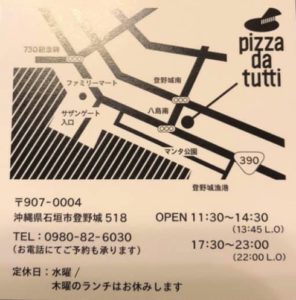 730記念碑
pizza
da
tutti
登野城南
ファミリーマート
八島南
サザンゲート
入口
マンタ公園
390
登野城漁港
〒907-0004
沖縄県石垣市登野城 518
OPEN 11:30～14:30
(13:45 L.O)
TEL：0980-82-6030
(お電話にてご予約も承ります)
17:30～23:00
(22:00 L.O)
定休日：水曜 /
木曜のランチはお休みします